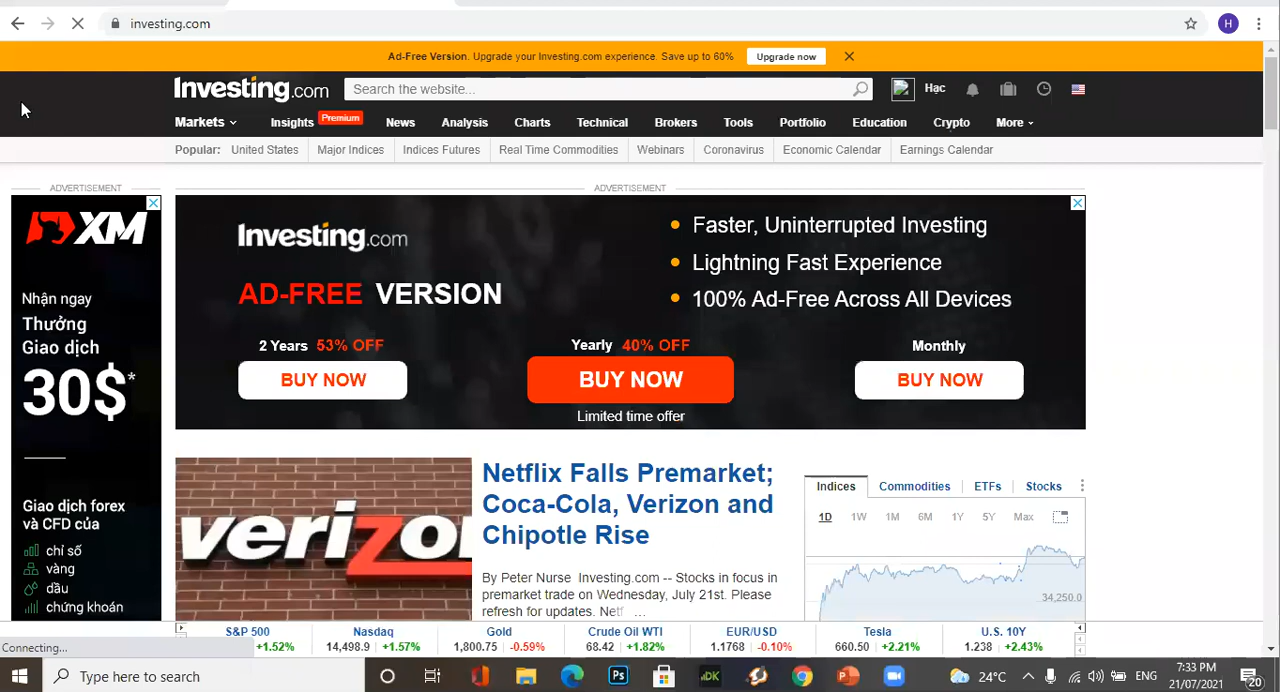 investing.com
H
Ad-Free Version. Upgrade your Investing.com experience. Save up to 60%
Upgrade now
Investing.com
Search the website...
Hạc
Markets
Insights
Premium
News
Analysis
Charts
Technical
Brokers
Tools
Portfolio
Education
Crypto
More
Popular:
United States
Major Indices
Indices Futures
Real Time Commodities
Webinars
Coronavirus
Economic Calendar
Earnings Calendar
ADVERTISEMENT
ADVERTISEMENT
XM
Nhận ngay
Thưởng
Giao dịch
30$*
Giao dịch forex
và CFD của
chỉ số
vàng
dầu
chứng khoán
Investing.com
AD-FREE VERSION
Faster, Uninterrupted Investing
Lightning Fast Experience
100% Ad-Free Across All Devices
2 Years 53% OFF
BUY NOW
Yearly 40% OFF
BUY NOW
Limited time offer
Monthly
BUY NOW
verizo
Netflix Falls Premarket;
Coca-Cola, Verizon and
Chipotle Rise
By Peter Nurse Investing.com -- Stocks in focus in
premarket trade on Wednesday, July 21st. Please
refresh for updates. Netf ...
Indices
Commodities
ETFs
Stocks
1D
1W
1M
6M
1Y
5Y
Max
34,250.0
S&P 500
+1.52%
Nasdaq
14,498.9 +1.57%
Gold
1,800.75 -0.59%
Crude Oil WTI
68.42 +1.82%
EUR/USD
1.1768 -0.10%
Tesla
660.50 +2.21%
U.S. 10Y
1.238 +2.43%
Connecting...
Type here to search
Ps
DK
24°C
ENG
7:33 PM
21/07/2021
20